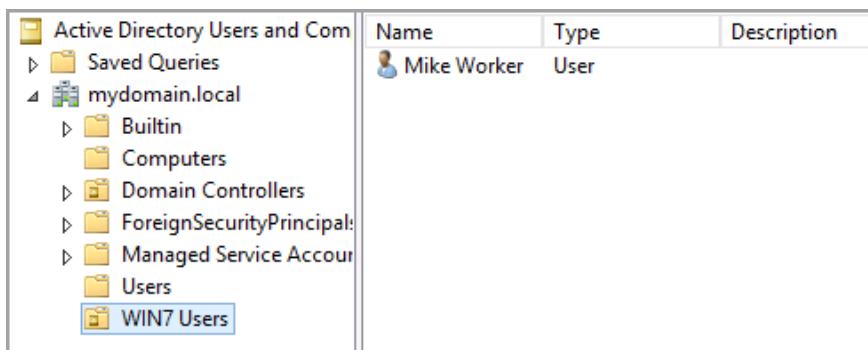 Active Directory Users and Com
Name Type Description
Saved Queries
Mike Worker User
mydomain.local
Builtin
Computers
Domain Controllers
ForeignSecurityPrincipals
Managed Service Accour
Users
WIN7 Users